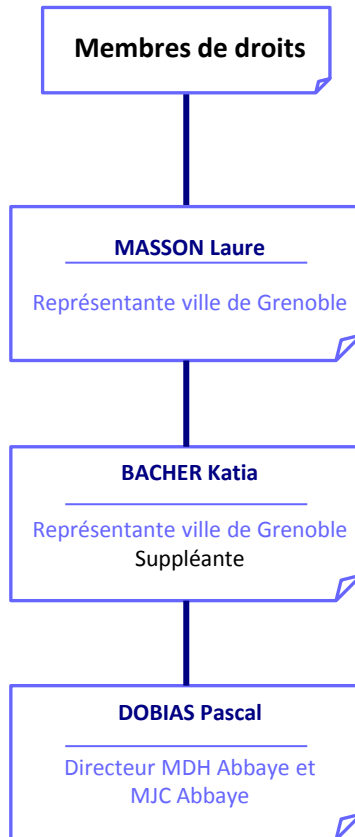 Membres de droits
MASSON Laure
Représentante ville de Grenoble
BACHER Katia
Représentante ville de Grenoble
Suppléante
DOBIAS Pascal
Directeur MDH Abbaye et
MJC Abbaye